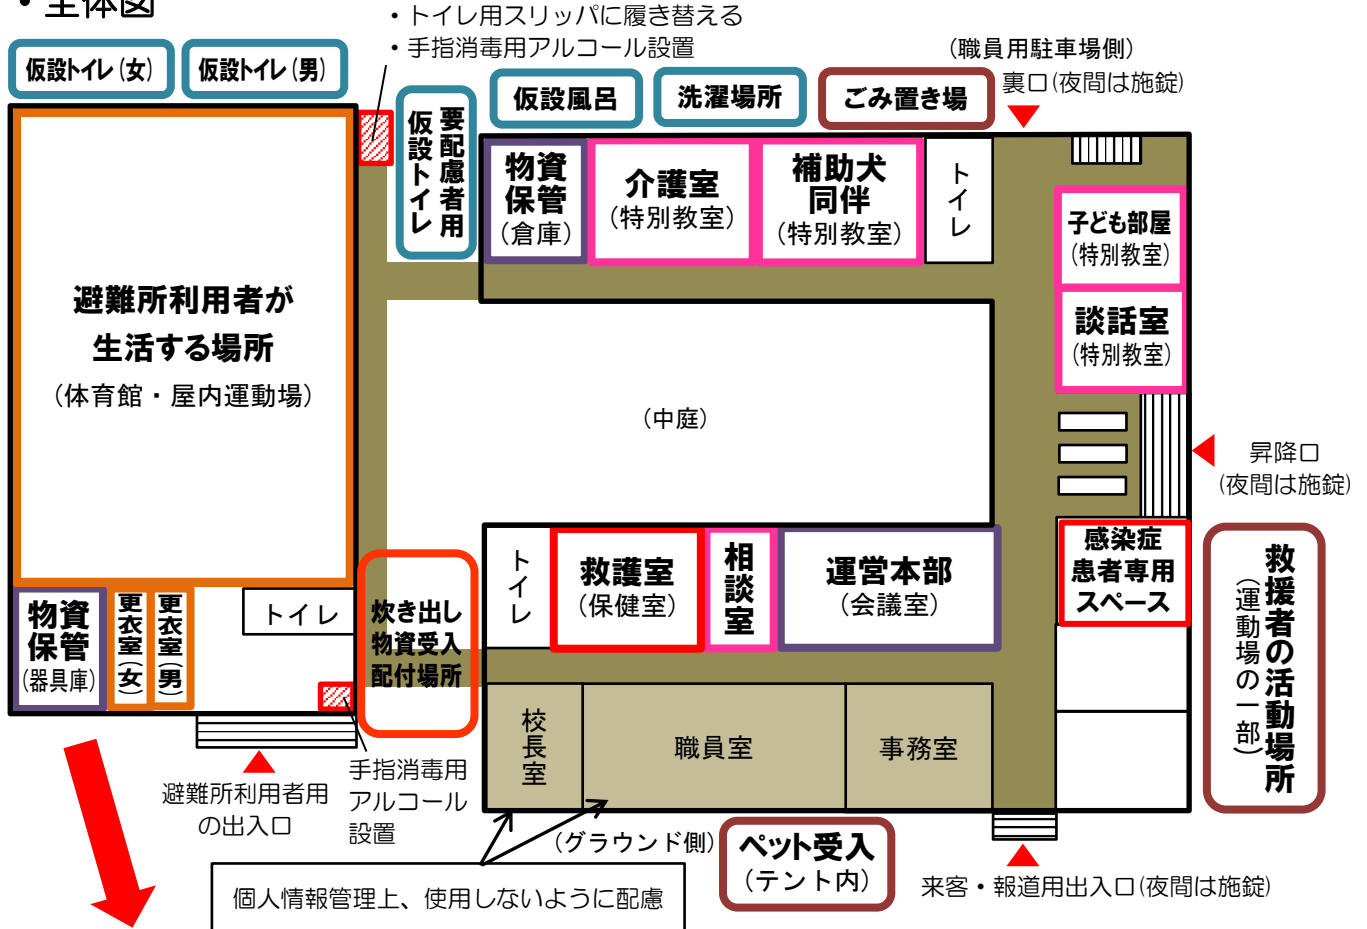 ・全体図
・トイレ用スリッパに履き替える
・手指消毒用アルコール設置
仮設トイレ(女)
仮設トイレ(男)
要配慮者用
仮設トイレ
仮設風呂
洗濯場所
ごみ置き場
(職員用駐車場側)
裏口(夜間は施錠)
物資
保管
(倉庫)
介護室
(特別教室)
補助犬
同伴
(特別教室)
トイレ
子ども部屋
(特別教室)
談話室
(特別教室)
避難所利用者が
生活する場所
(体育館・屋内運動場)
(中庭)
昇降口
(夜間は施錠)
トイレ
救護室
(保健室)
相談室
運営本部
(会議室)
感染症
患者専用
スペース
救援者の活動場所
(運動場の一部)
物資
保管
(器具庫)
更衣室(女)
更衣室(男)
トイレ
炊き出し
物資受入
配付場所
校長室
職員室
事務室
避難所利用者用
の出入口
手指消毒用
アルコール
設置
(グラウンド側)
ペット受入
(テント内)
来客・報道用出入口(夜間は施錠)
個人情報管理上、使用しないように配慮